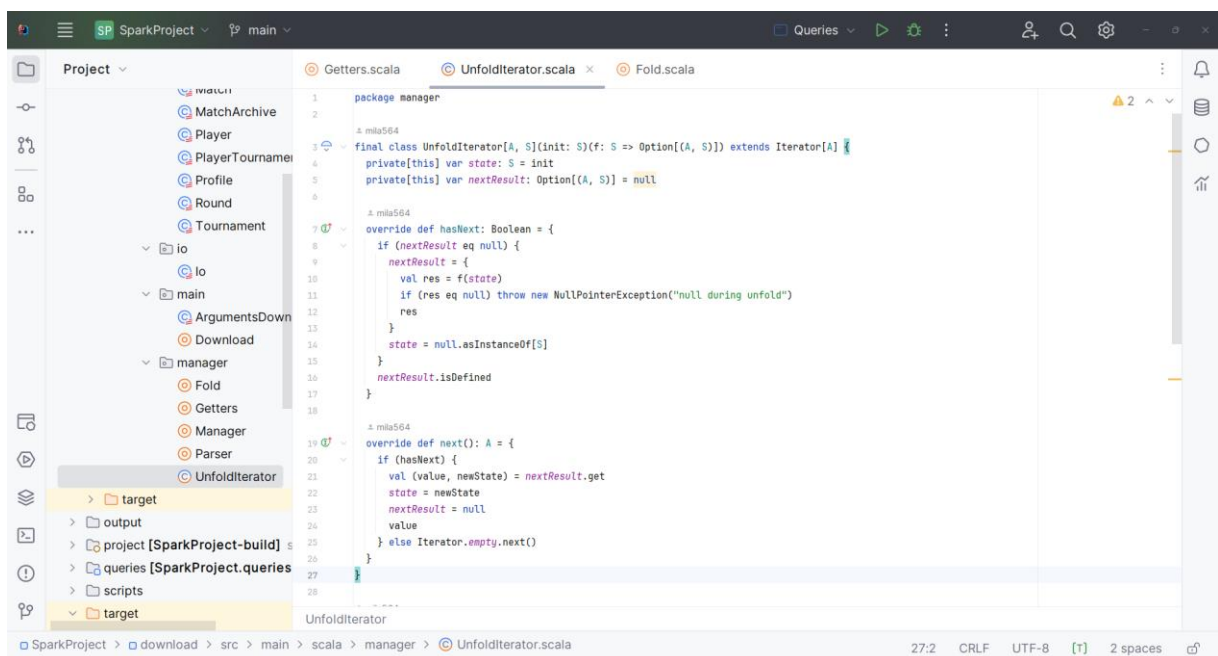 SP SparkProject main Queries
Project
Getters.scala UnfoldIterator.scala Fold.scala
Match
MatchArchive
Player
PlayerTournamen
Profile
Round
Tournament
io
Io
main
ArgumentsDown
Download
manager
Fold
Getters
Manager
Parser
UnfoldIterator
target
output
project [SparkProject-build] s
queries [SparkProject.queries
scripts
target
2
1 package manager
2
mila564
3 final class UnfoldIterator[A, S](init: S)(f: S => Option[(A, S)]) extends Iterator[A] {
4 private[this] var state: S = init
5 private[this] var nextResult: Option[(A, S)] = null
6
mila564
7 override def hasNext: Boolean = {
8 if (nextResult eq null) {
9 nextResult = {
10 val res = f(state)
11 if (res eq null) throw new NullPointerException("null during unfold")
12 res
13 }
14 state = null.asInstanceOf[S]
15 }
16 nextResult.isDefined
17 }
18
mila564
19 override def next(): A = {
20 if (hasNext) {
21 val (value, newState) = nextResult.get
22 state = newState
23 nextResult = null
24 value
25 } else Iterator.empty.next()
26 }
27 }
28
UnfoldIterator
SparkProject > download > src > main > scala > manager > UnfoldIterator.scala 27:2 CRLF UTF-8 [T] 2 spaces